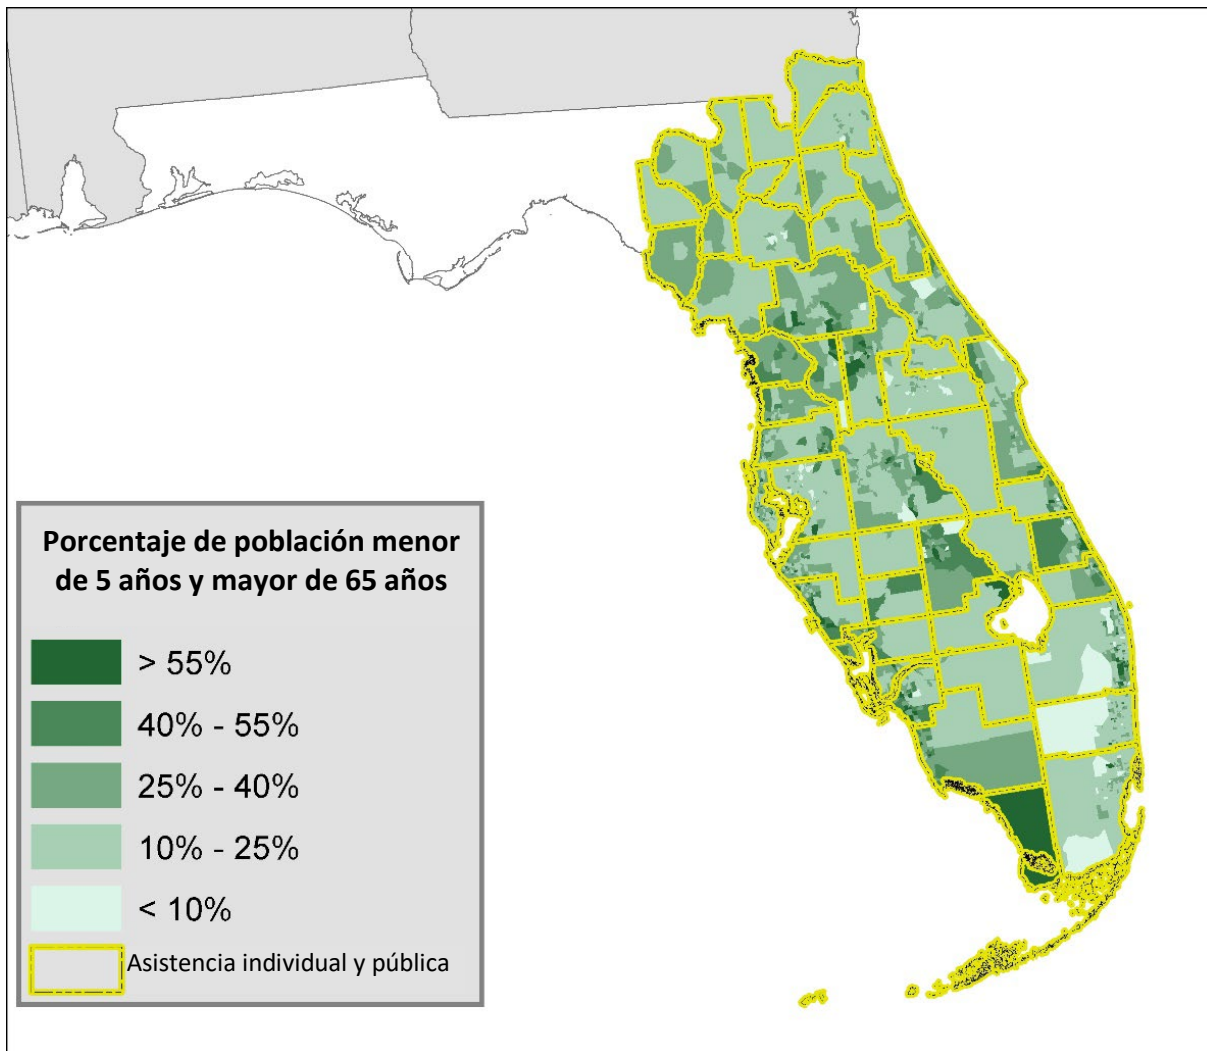 Porcentaje de población menor
de 5 años y mayor de 65 años
> 55%
40% - 55%
25% - 40%
10% - 25%
< 10%
Asistencia individual y pública